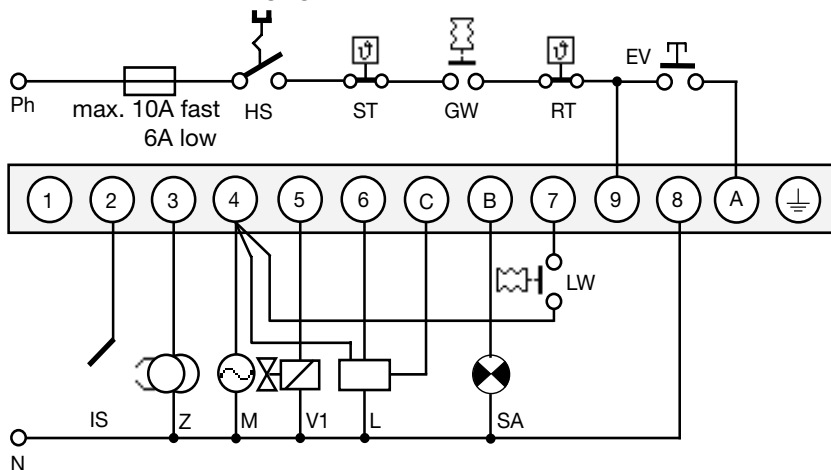 EV
Ph
max. 10A fast
6A low
HS
ST
GW
RT
ϑ
ϑ
1 2 3 4 5 6 C B 7 9 8 A
LW
IS
Z
M
V1
L
SA
N